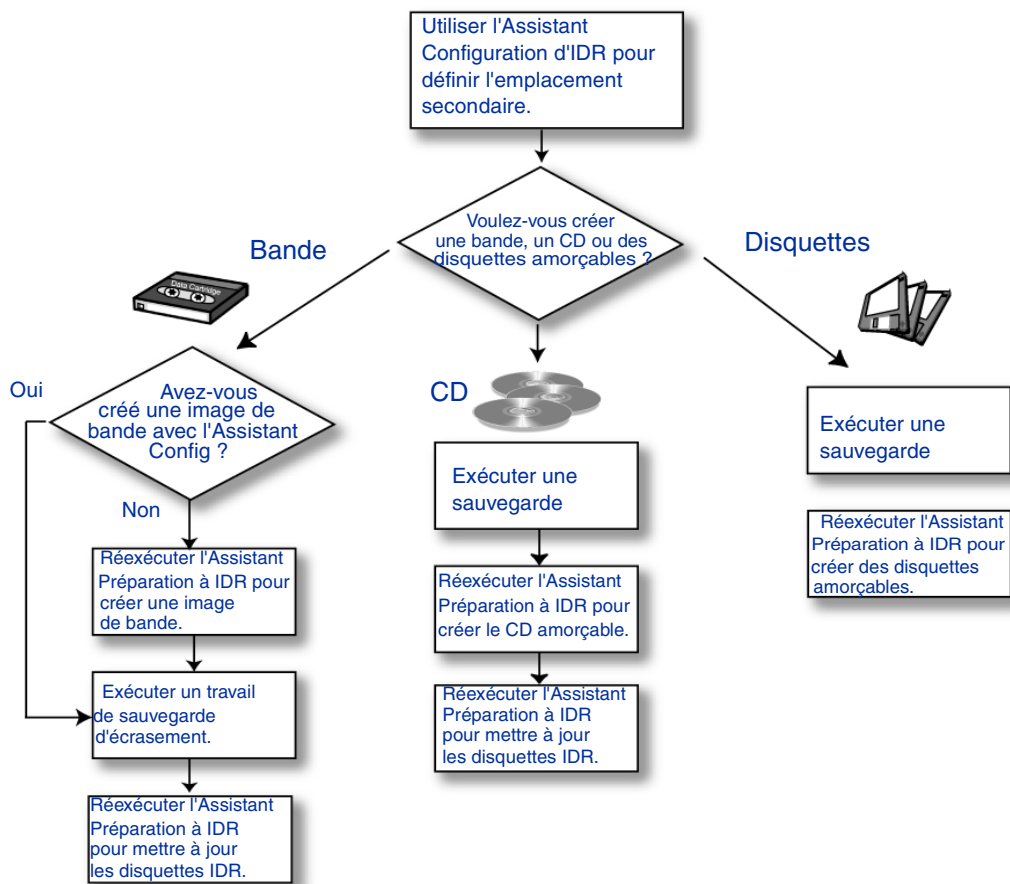 Utiliser l'Assistant
Configuration d'IDR pour
définir l'emplacement
secondaire.
Voulez-vous créer
une bande, un CD ou des
disquettes amorçables ?
Bande
Data Cartridge
Disquettes
Oui
Avez-vous
créé une image de
bande avec l'Assistant
Config ?
Non
Réexécuter l'Assistant
Préparation à IDR pour
créer une image
de bande.
Exécuter un travail
de sauvegarde
d'écrasement.
Réexécuter l'Assistant
Préparation à IDR
pour mettre à jour
les disquettes IDR.
CD
Exécuter une
sauvegarde
Réexécuter l'Assistant
Préparation à IDR pour
créer le CD amorçable.
Réexécuter l'Assistant
Préparation à IDR
pour mettre à jour
les disquettes IDR.
Exécuter une
sauvegarde
Réexécuter l'Assistant
Préparation à IDR pour
créer des disquettes
amorçables.